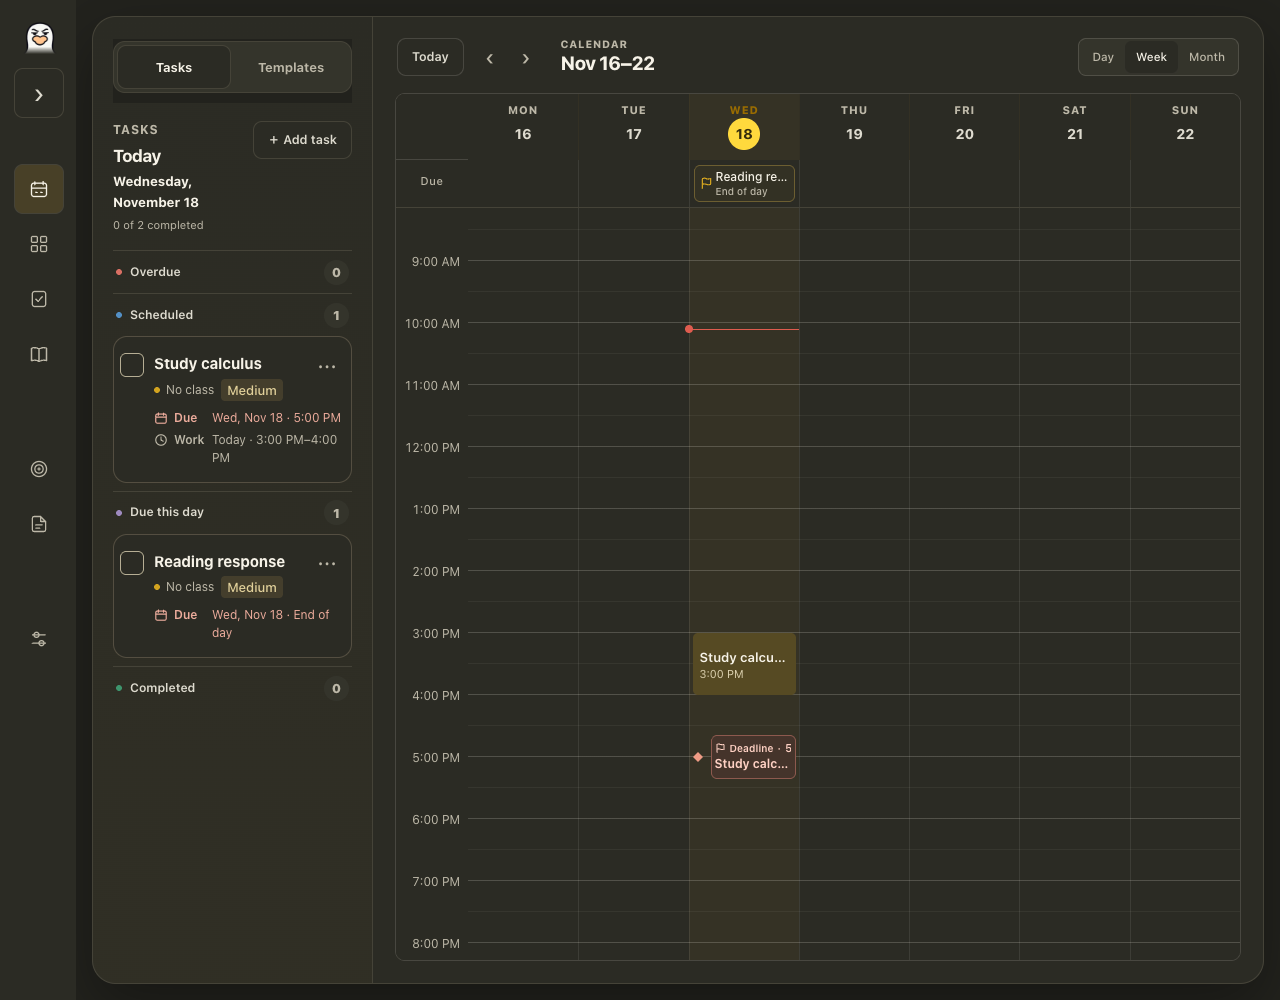 Tasks
Templates
TASKS
+ Add task
Today
Wednesday,
November 18
0 of 2 completed
Overdue
0
Scheduled
1
Study calculus
...
No class
Medium
Due
Wed, Nov 18 · 5:00 PM
Work
Today · 3:00 PM–4:00
PM
Due this day
1
Reading response
...
No class
Medium
Due
Wed, Nov 18 · End of
day
Completed
0
Today
CALENDAR
Nov 16–22
Day
Week
Month
MON
16
TUE
17
WED
18
THU
19
FRI
20
SAT
21
SUN
22
Due
Reading re...
End of day
9:00 AM
10:00 AM
11:00 AM
12:00 PM
1:00 PM
2:00 PM
3:00 PM
Study calcu...
3:00 PM
4:00 PM
5:00 PM
Deadline · 5
Study calc...
6:00 PM
7:00 PM
8:00 PM